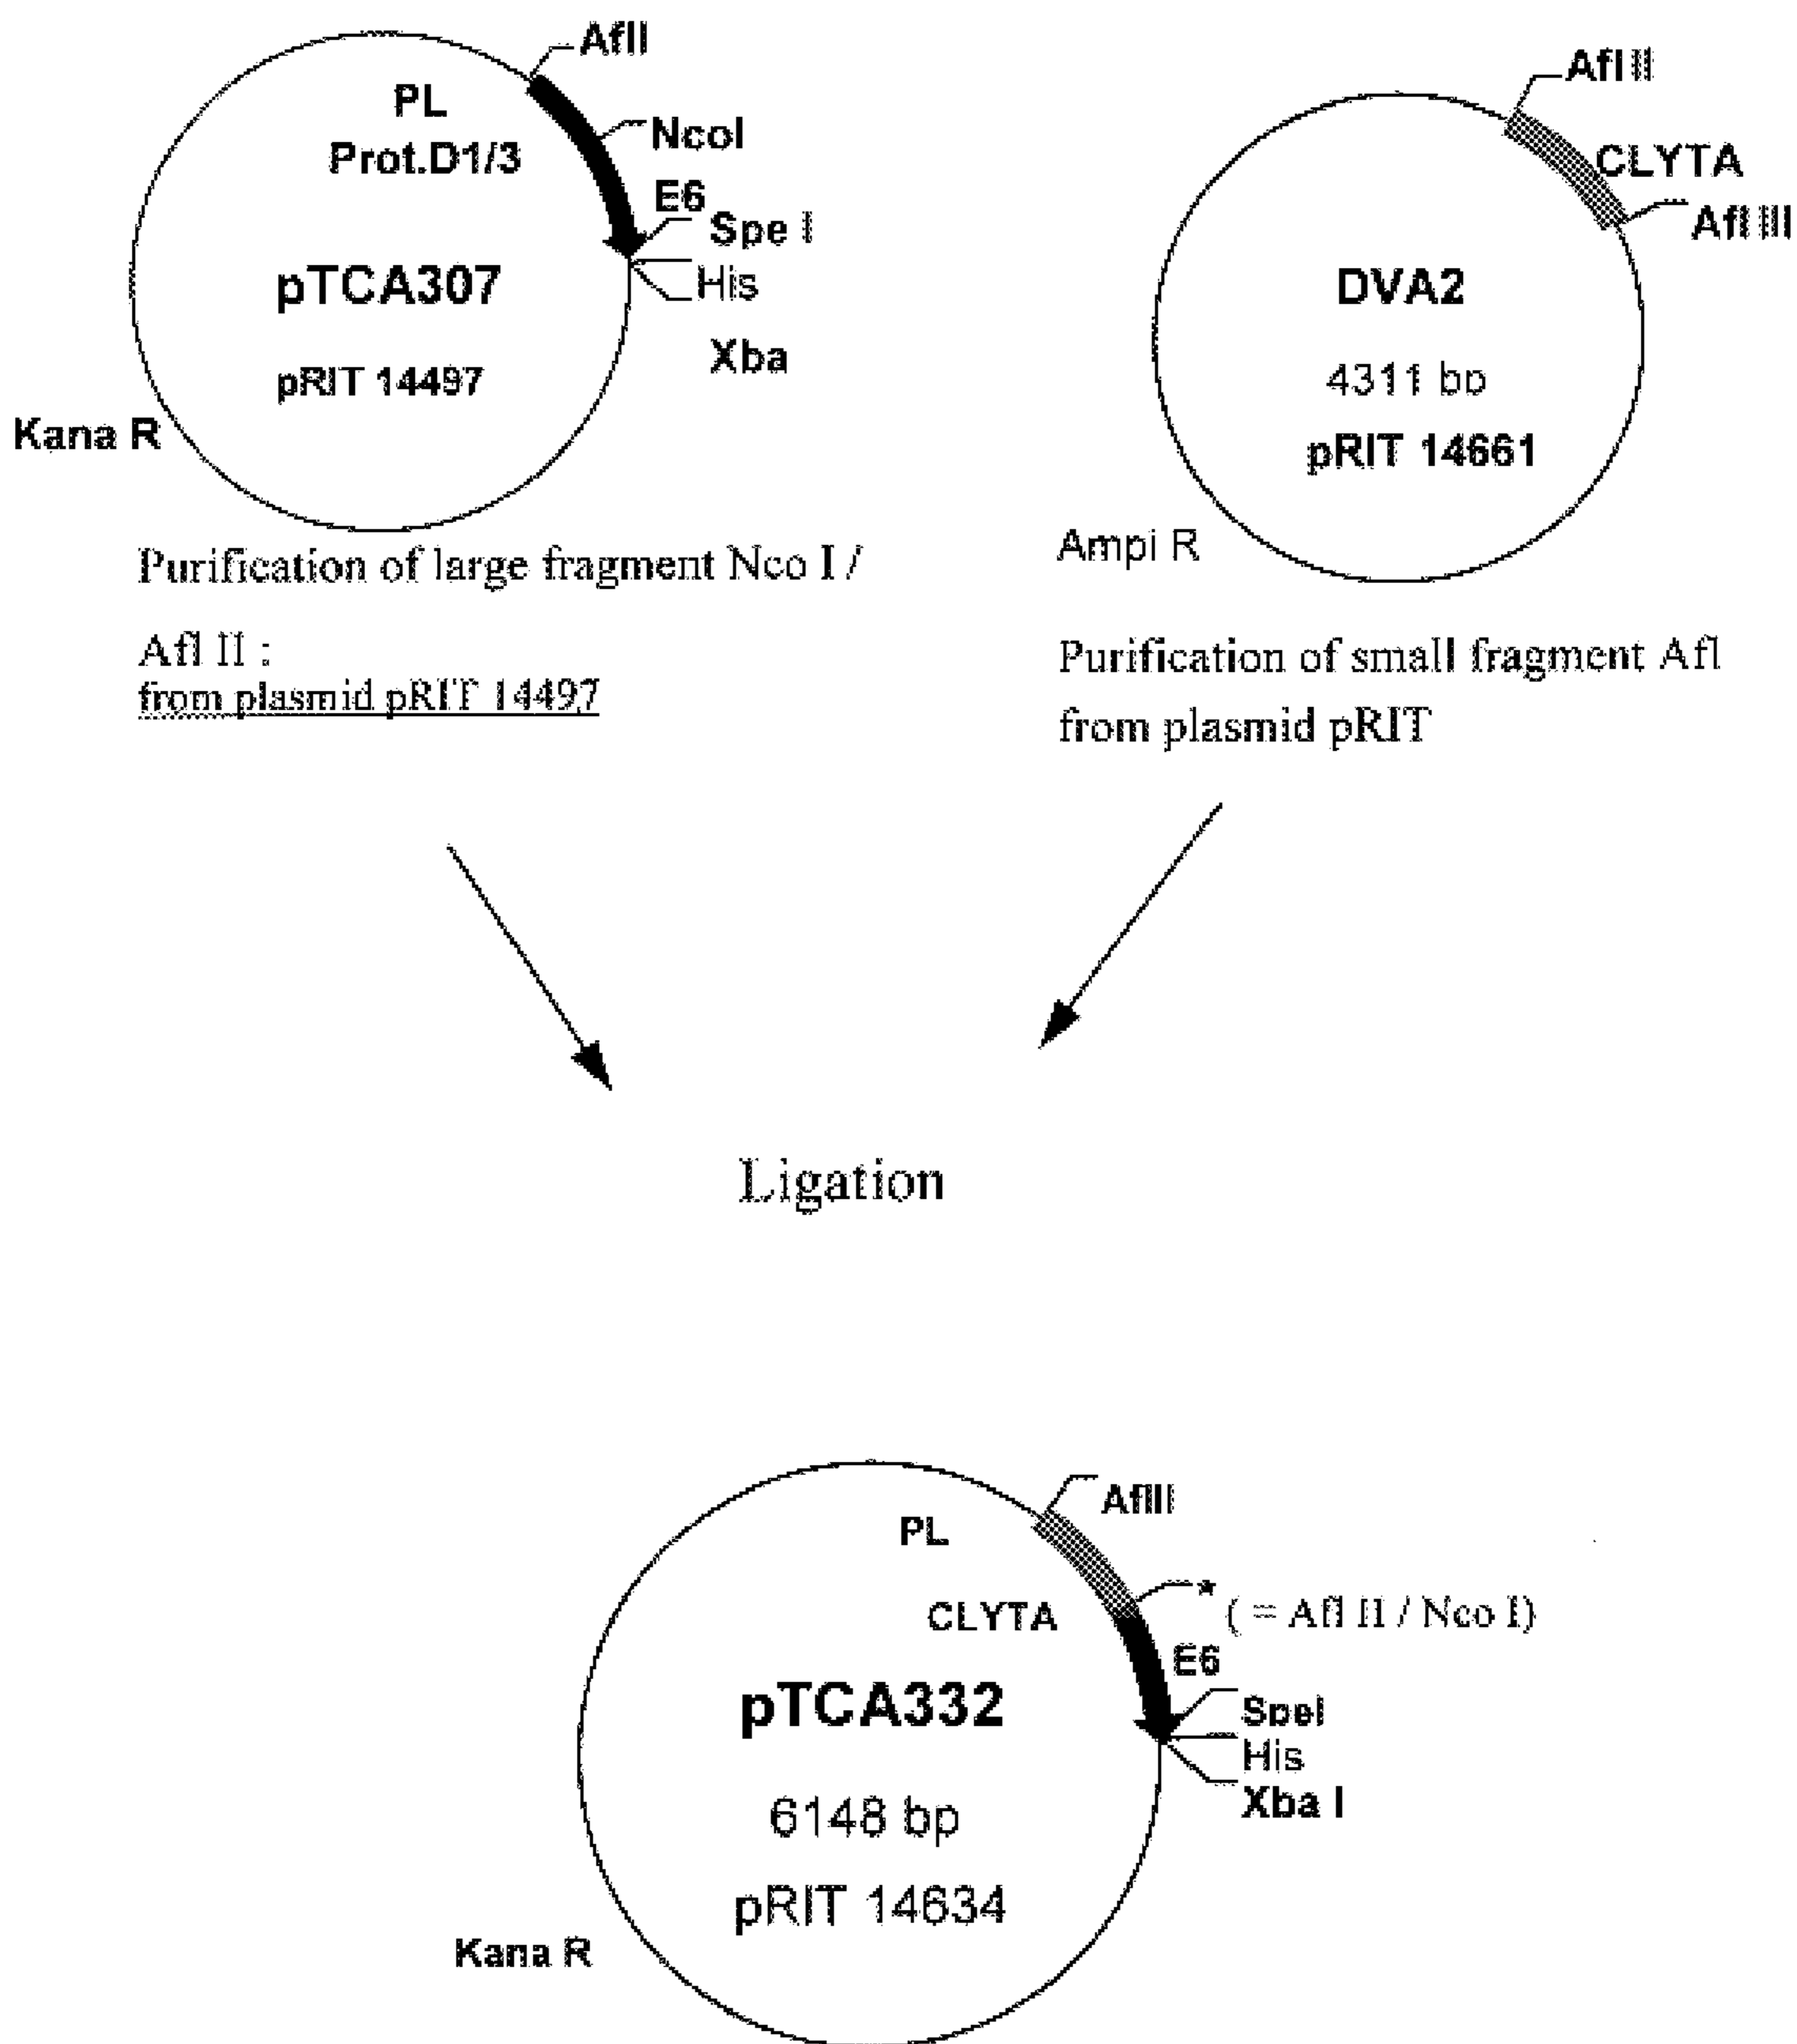 AflII
PL
NcoI
Prot.D1/3
E6
Spe I
pTCA307
His
Xba
pRIT 14497
Kana R
Purification of large fragment Nco I /
Afl II :
from plasmid pRIT 14497
Afl II
CLYTA
Afl III
DVA2
4311 bp
pRIT 14661
Ampi R
Purification of small fragment Afl
from plasmid pRIT
Ligation
AflII
PL
*
( = Afl II / Nco I)
CLYTA
E6
pTCA332
SpeI
His
Xba I
6148 bp
pRIT 14634
Kana R